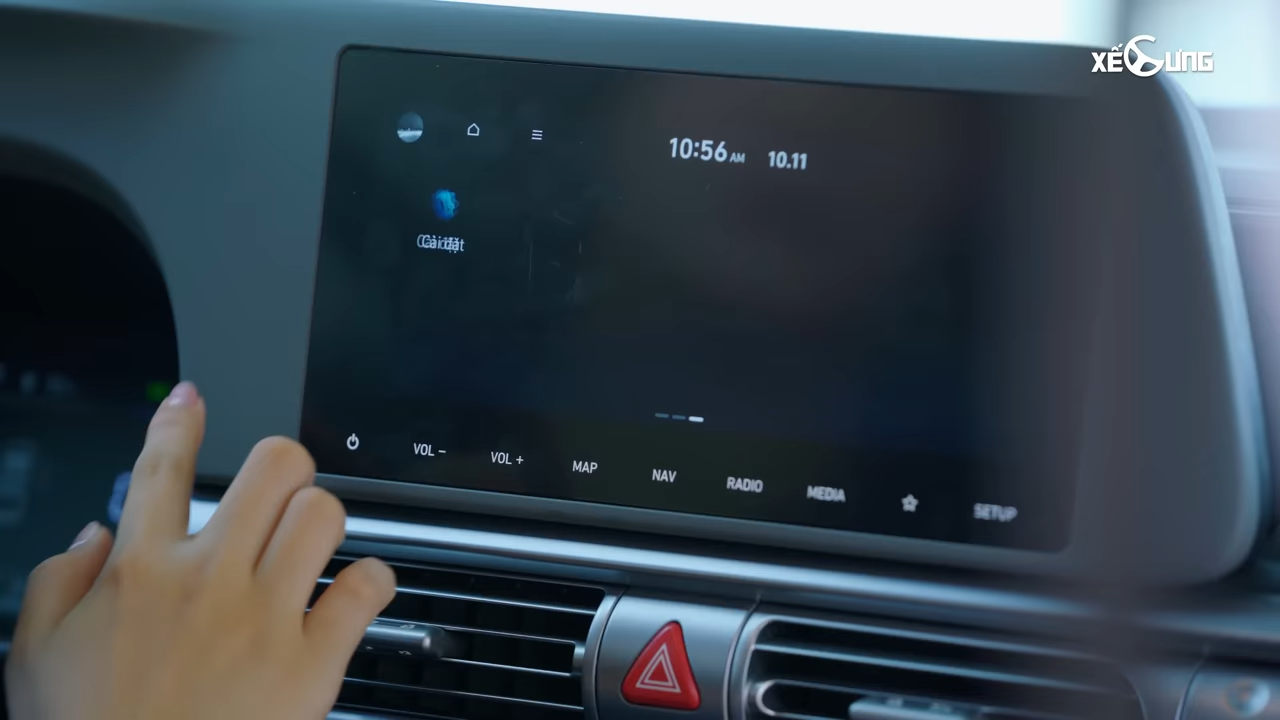 XẾ CƯNG
10:56 AM 10.11
Cài đặt
VOL − VOL + MAP NAV RADIO MEDIA SETUP